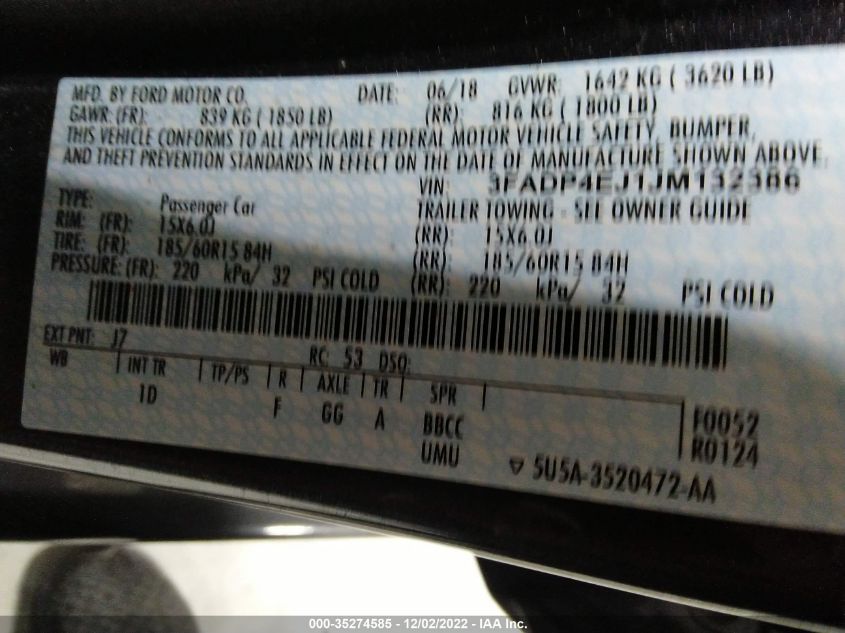 MFD. BY FORD MOTOR CO. DATE: 06/18 GVWR: 1642 KG ( 3620 LB)
GAWR: (FR): 839 KG ( 1850 LB) (RR): 816 KG ( 1800 LB)
THIS VEHICLE CONFORMS TO ALL APPLICABLE FEDERAL MOTOR VEHICLE SAFETY, BUMPER,
AND THEFT PREVENTION STANDARDS IN EFFECT ON THE DATE OF MANUFACTURE SHOWN ABOVE.
VIN: 3FADP4EJ1JM132386
TYPE: Passenger Car TRAILER TOWING - SEE OWNER GUIDE
RIM: (FR): 15X6.0J (RR): 15X6.0J
TIRE: (FR): 185/60R15 84H (RR): 185/60R15 84H
PRESSURE: (FR): 220 kPa/ 32 PSI COLD (RR): 220 kPa/ 32 PSI COLD
EXT PNT: J7 RC: 53 DSO:
WB INT TR TP/PS R AXLE TR SPR
1D F GG A BBCC F0052
UMU R0124
5U5A-3520472-AA
000-35274585 - 12/02/2022 - IAA Inc.